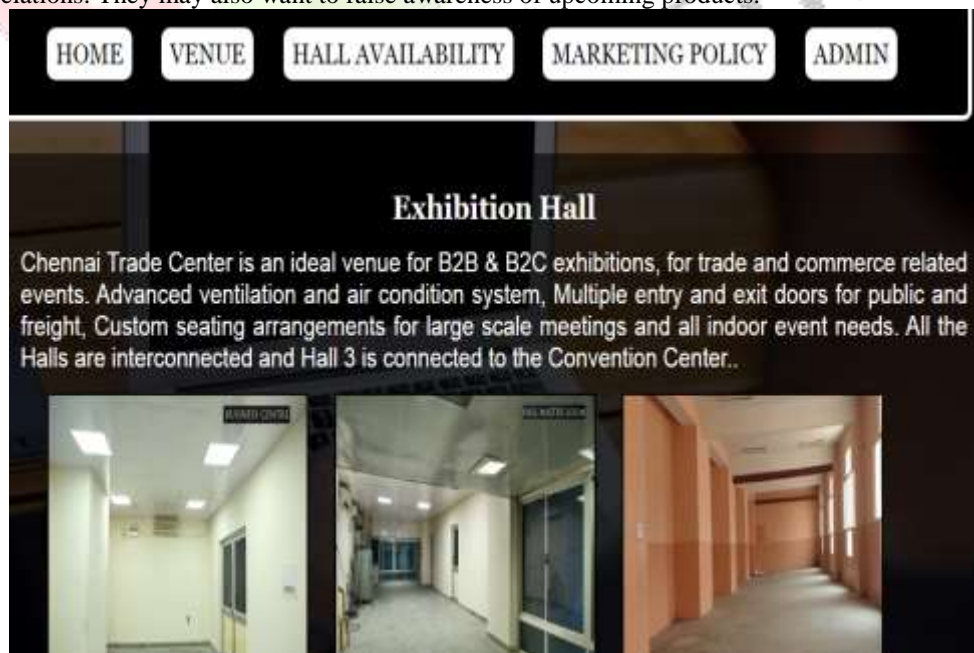 elations. They may also want to raise awareness of upcoming products.
HOME VENUE HALL AVAILABILITY MARKETING POLICY ADMIN
Exhibition Hall
Chennai Trade Center is an ideal venue for B2B & B2C exhibitions, for trade and commerce related
events. Advanced ventilation and air condition system, Multiple entry and exit doors for public and
freight, Custom seating arrangements for large scale meetings and all indoor event needs. All the
Halls are interconnected and Hall 3 is connected to the Convention Center..
BUSINESS CENTRE